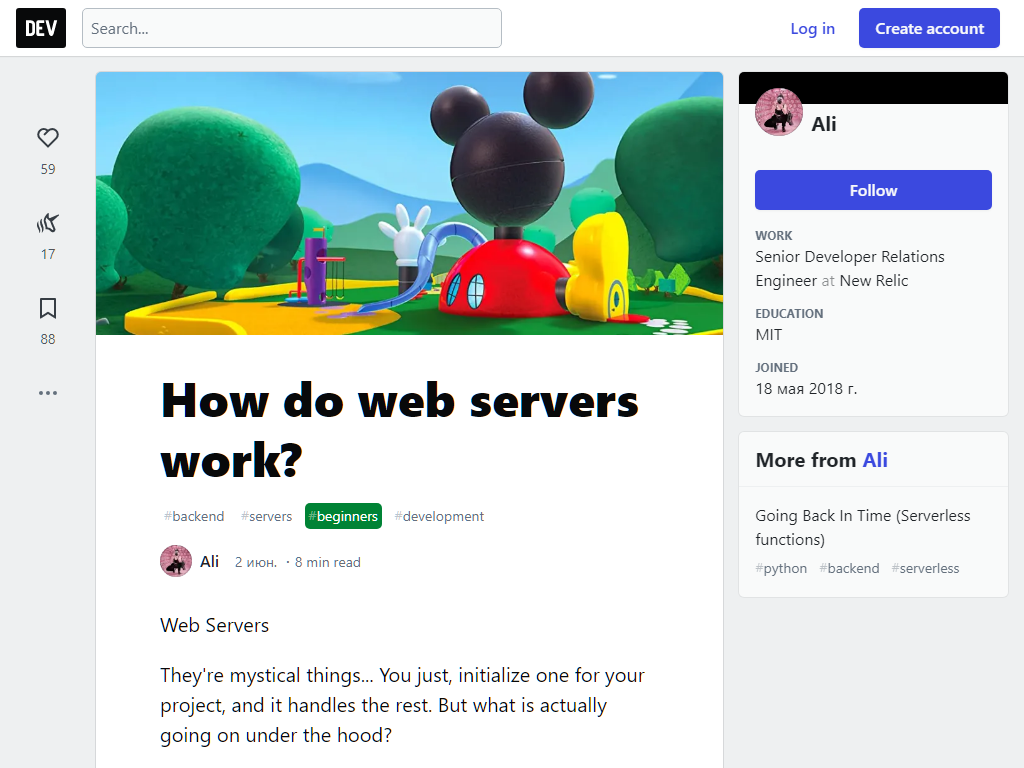 DEV
Search...
Log in
Create account
59
17
88
How do web servers
work?
#backend #servers #beginners #development
Ali 2 июн. · 8 min read
Web Servers
They're mystical things... You just, initialize one for your
project, and it handles the rest. But what is actually
going on under the hood?
Ali
Follow
WORK
Senior Developer Relations
Engineer at New Relic
EDUCATION
MIT
JOINED
18 мая 2018 г.
More from Ali
Going Back In Time (Serverless
functions)
#python #backend #serverless